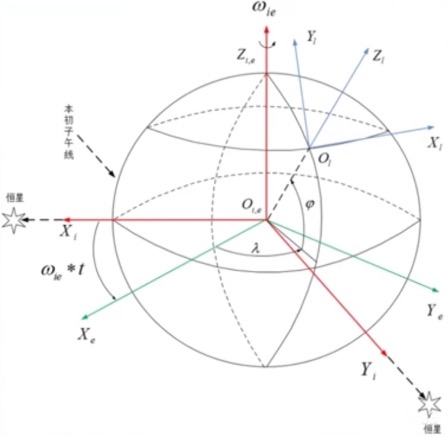 ω_ie
Z_i,e
Y_l
Z_l
X_l
O_l
本初子午线
恒星
O_i,e
φ
λ
X_i
ω_ie * t
X_e
Y_e
Y_i
恒星